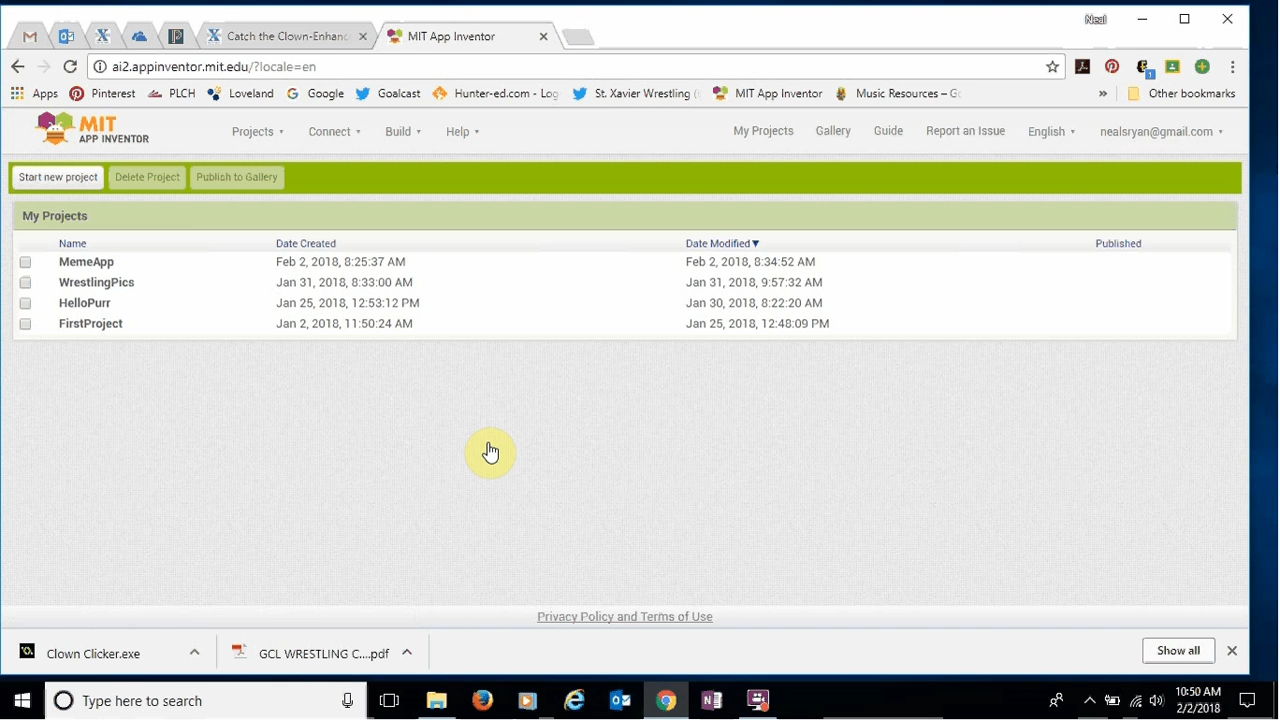 Neal
Catch the Clown-Enhanc
MIT App Inventor
ai2.appinventor.mit.edu/?locale=en
Apps Pinterest PLCH Loveland Google Goalcast Hunter-ed.com - Log St. Xavier Wrestling ( MIT App Inventor Music Resources – Go » Other bookmarks
MIT
APP INVENTOR
Projects Connect Build Help My Projects Gallery Guide Report an Issue English nealsryan@gmail.com
Start new project Delete Project Publish to Gallery
My Projects
Name Date Created Date Modified▼ Published
MemeApp Feb 2, 2018, 8:25:37 AM Feb 2, 2018, 8:34:52 AM
WrestlingPics Jan 31, 2018, 8:33:00 AM Jan 31, 2018, 9:57:32 AM
HelloPurr Jan 25, 2018, 12:53:12 PM Jan 30, 2018, 8:22:20 AM
FirstProject Jan 2, 2018, 11:50:24 AM Jan 25, 2018, 12:48:09 PM
Privacy Policy and Terms of Use
Clown Clicker.exe GCL WRESTLING C....pdf Show all
Type here to search
10:50 AM
2/2/2018